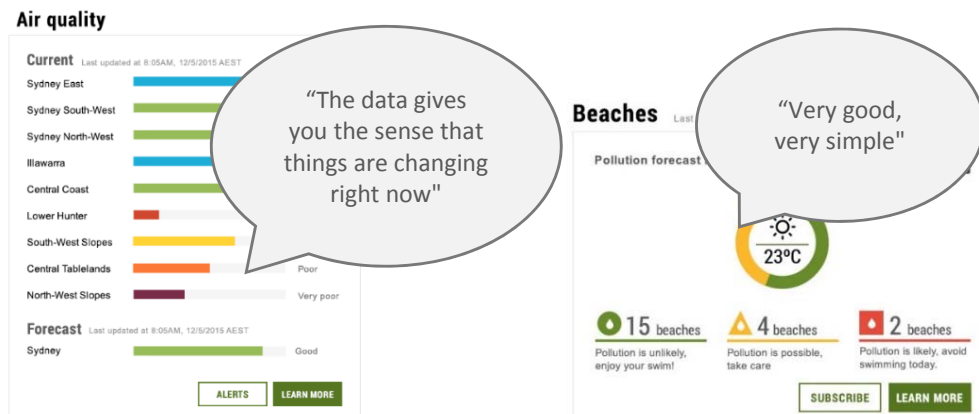 Air quality
Current Last updated at 8:05AM, 12/5/2015 AEST
Sydney East
Sydney South-West
Sydney North-West
Illawarra
Central Coast
Lower Hunter
South-West Slopes
Central Tablelands Poor
North-West Slopes Very poor
Forecast Last updated at 8:05AM, 12/5/2015 AEST
Sydney Good
ALERTS LEARN MORE
“The data gives
you the sense that
things are changing
right now"
Beaches Last
Pollution forecast
“Very good,
very simple"
23ºC
15 beaches
Pollution is unlikely,
enjoy your swim!
4 beaches
Pollution is possible,
take care
2 beaches
Pollution is likely, avoid
swimming today.
SUBSCRIBE LEARN MORE